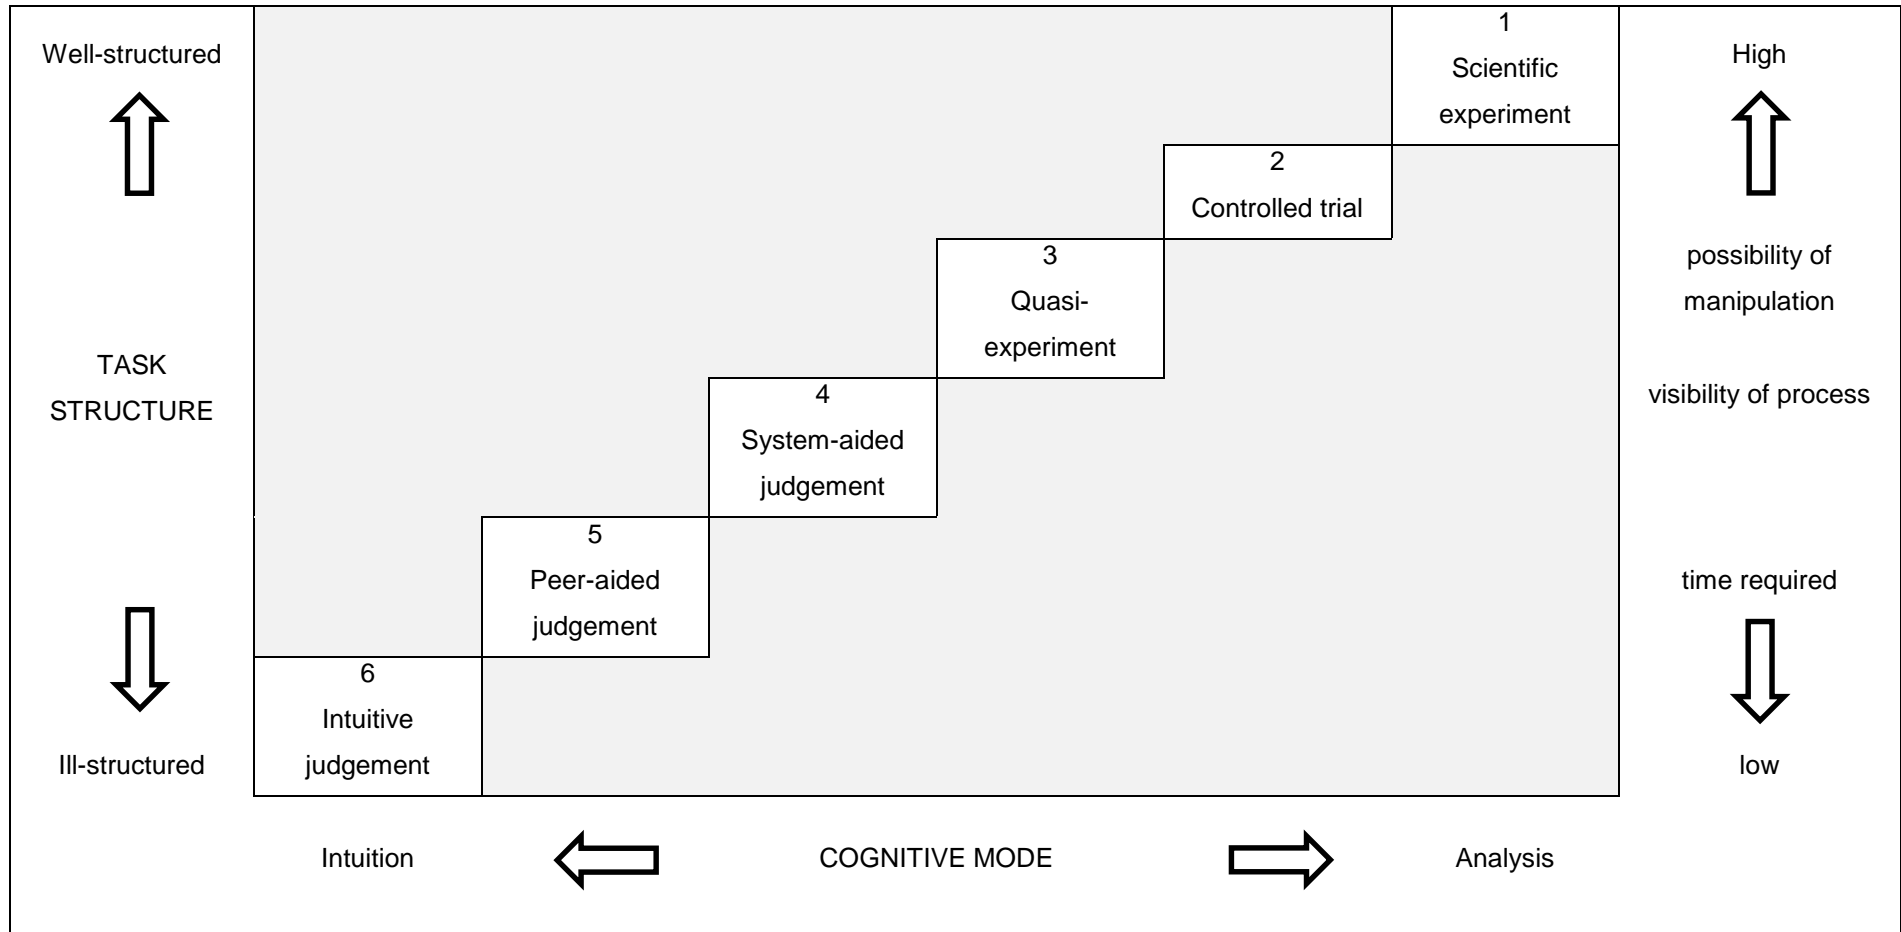 Well-structured
TASK
STRUCTURE
Ill-structured
1
Scientific
experiment
2
Controlled trial
3
Quasi-
experiment
4
System-aided
judgement
5
Peer-aided
judgement
6
Intuitive
judgement
High
possibility of
manipulation
visibility of process
time required
low
Intuition
COGNITIVE MODE
Analysis